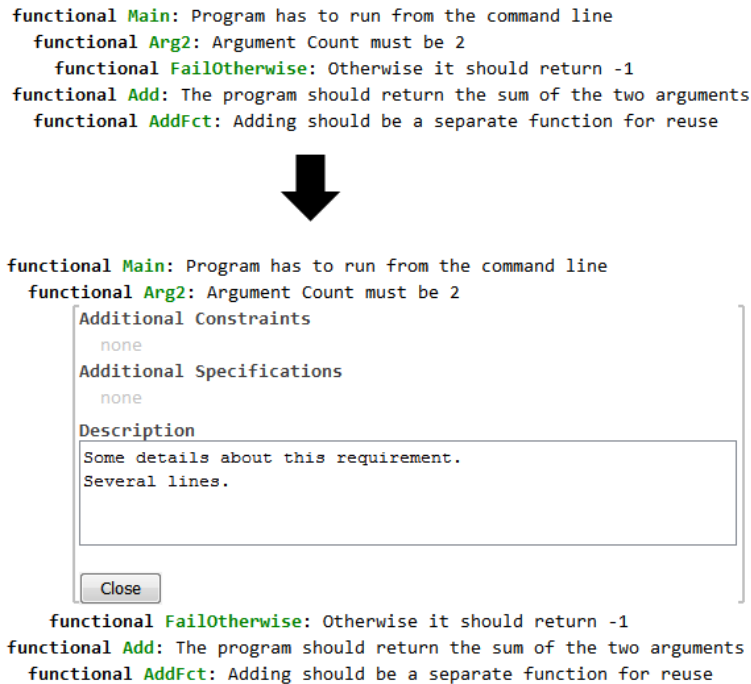 functional Main: Program has to run from the command line
functional Arg2: Argument Count must be 2
functional FailOtherwise: Otherwise it should return -1
functional Add: The program should return the sum of the two arguments
functional AddFct: Adding should be a separate function for reuse
functional Main: Program has to run from the command line
functional Arg2: Argument Count must be 2
Additional Constraints
none
Additional Specifications
none
Description
Some details about this requirement.
Several lines.
Close
functional FailOtherwise: Otherwise it should return -1
functional Add: The program should return the sum of the two arguments
functional AddFct: Adding should be a separate function for reuse